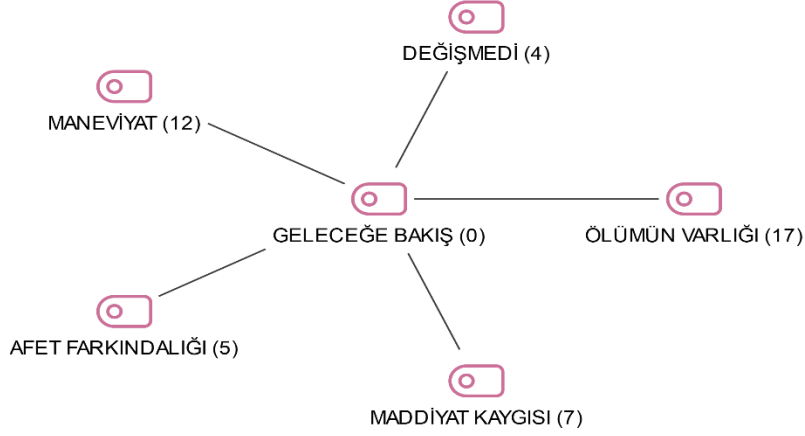 DEĞİŞMEDİ (4)
MANEVİYAT (12)
GELECEĞE BAKIŞ (0)
ÖLÜMÜN VARLIĞI (17)
AFET FARKINDALIĞI (5)
MADDİYAT KAYGISI (7)